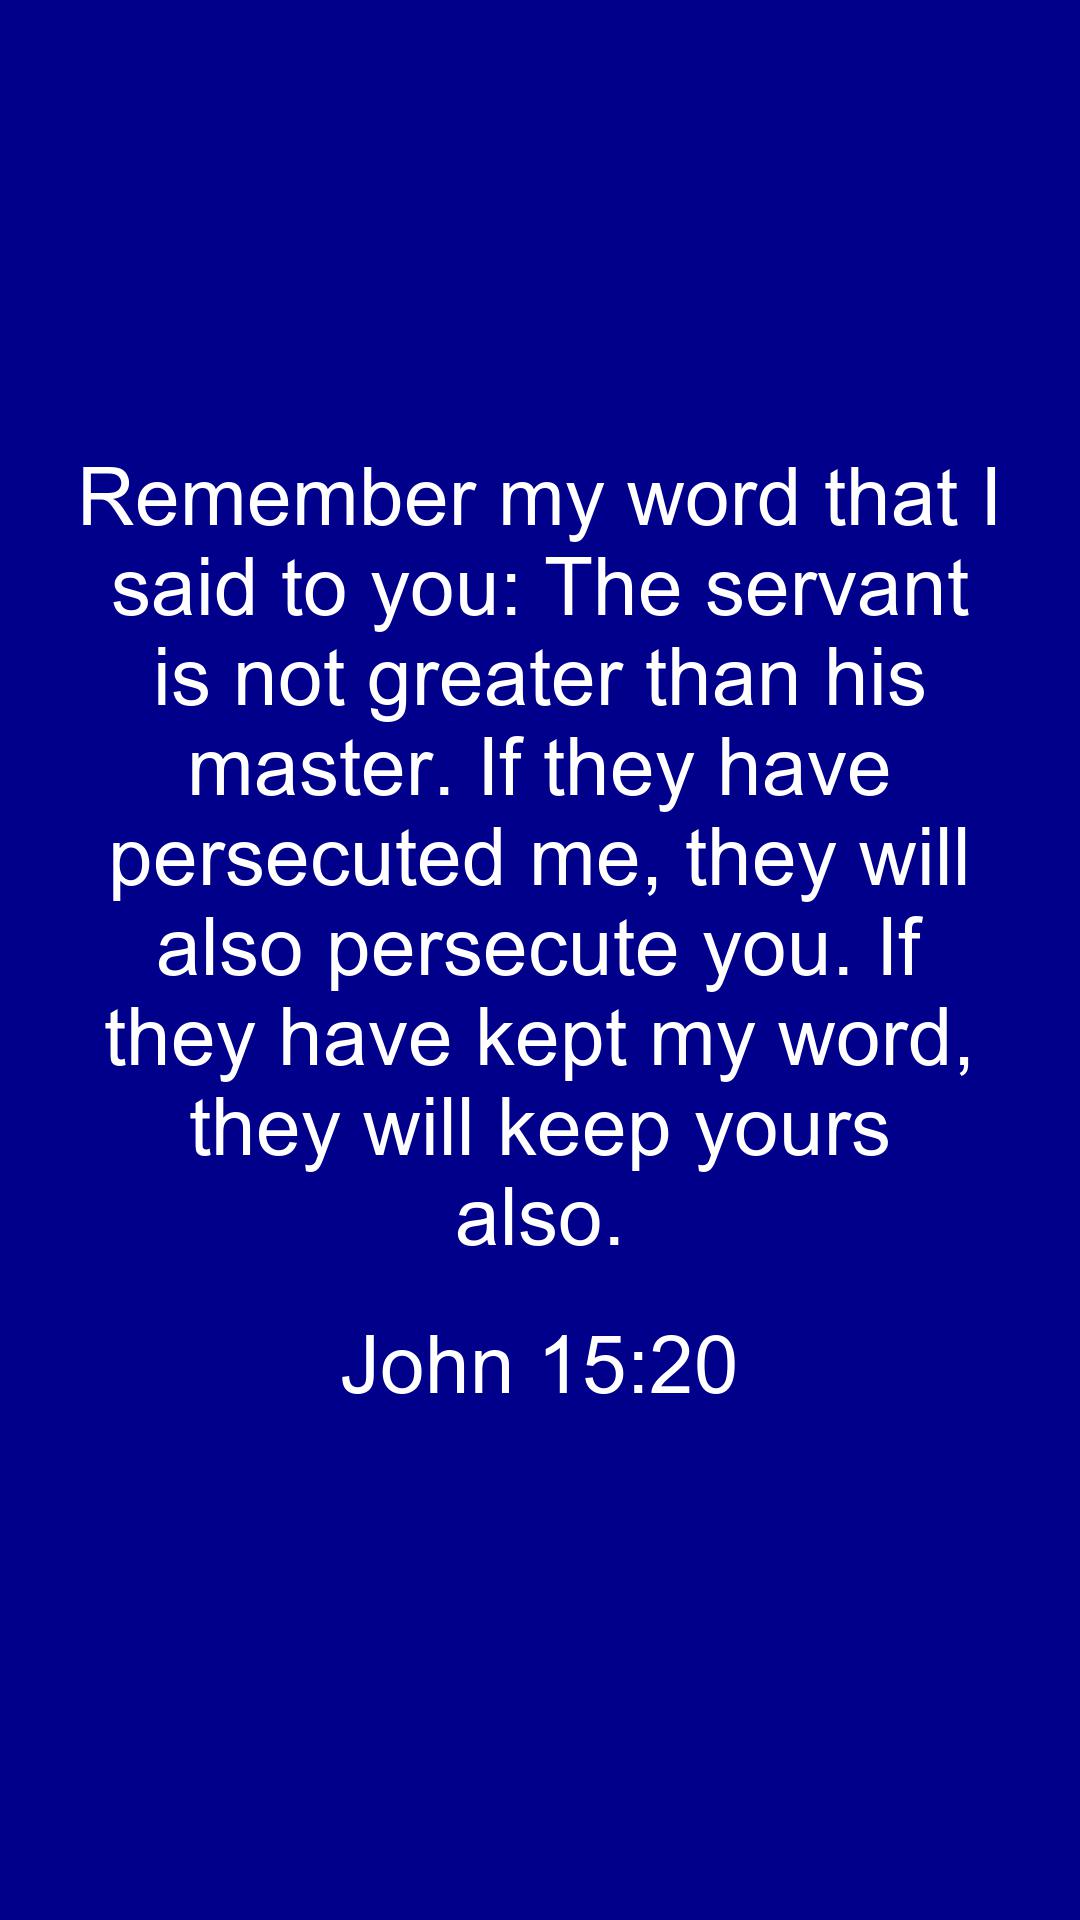 Remember my word that I
said to you: The servant
is not greater than his
master. If they have
persecuted me, they will
also persecute you. If
they have kept my word,
they will keep yours
also.
John 15:20